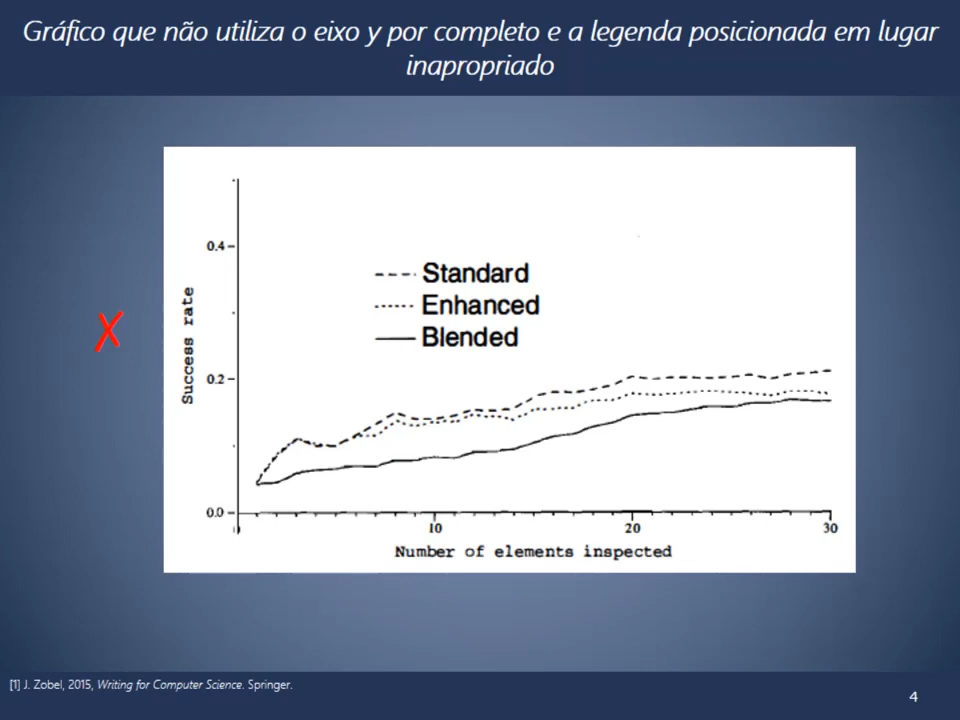 Gráfico que não utiliza o eixo y por completo e a legenda posicionada em lugar
inapropriado
X
0.4
Standard
Enhanced
Blended
Success rate
0.2
0.0
0
10
20
30
Number of elements inspected
[1] J. Zobel, 2015, Writing for Computer Science. Springer.
4